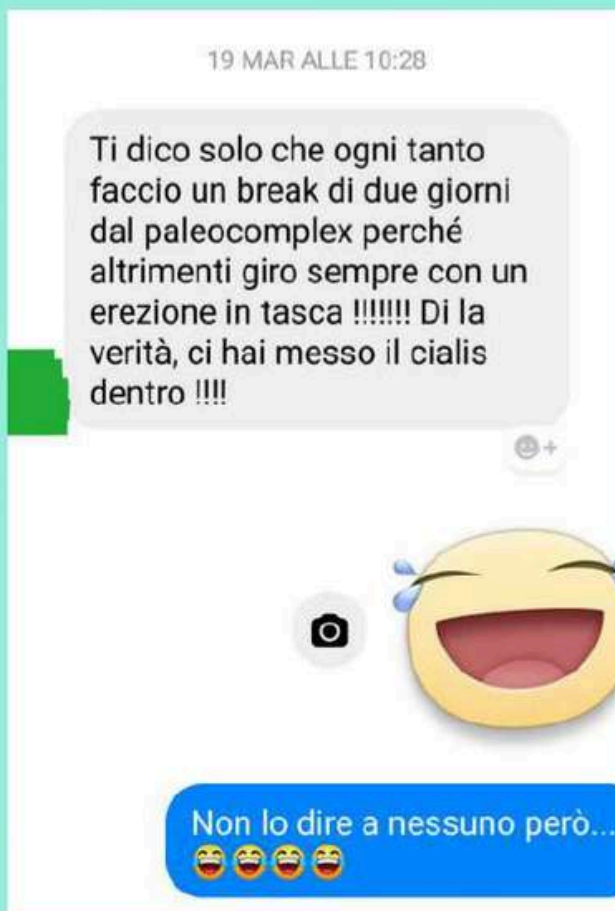 19 MAR ALLE 10:28
Ti dico solo che ogni tanto
faccio un break di due giorni
dal paleocomplex perché
altrimenti giro sempre con un
erezione in tasca !!!!!!! Di la
verità, ci hai messo il cialis
dentro !!!!
Non lo dire a nessuno però...
😂😂😂😂